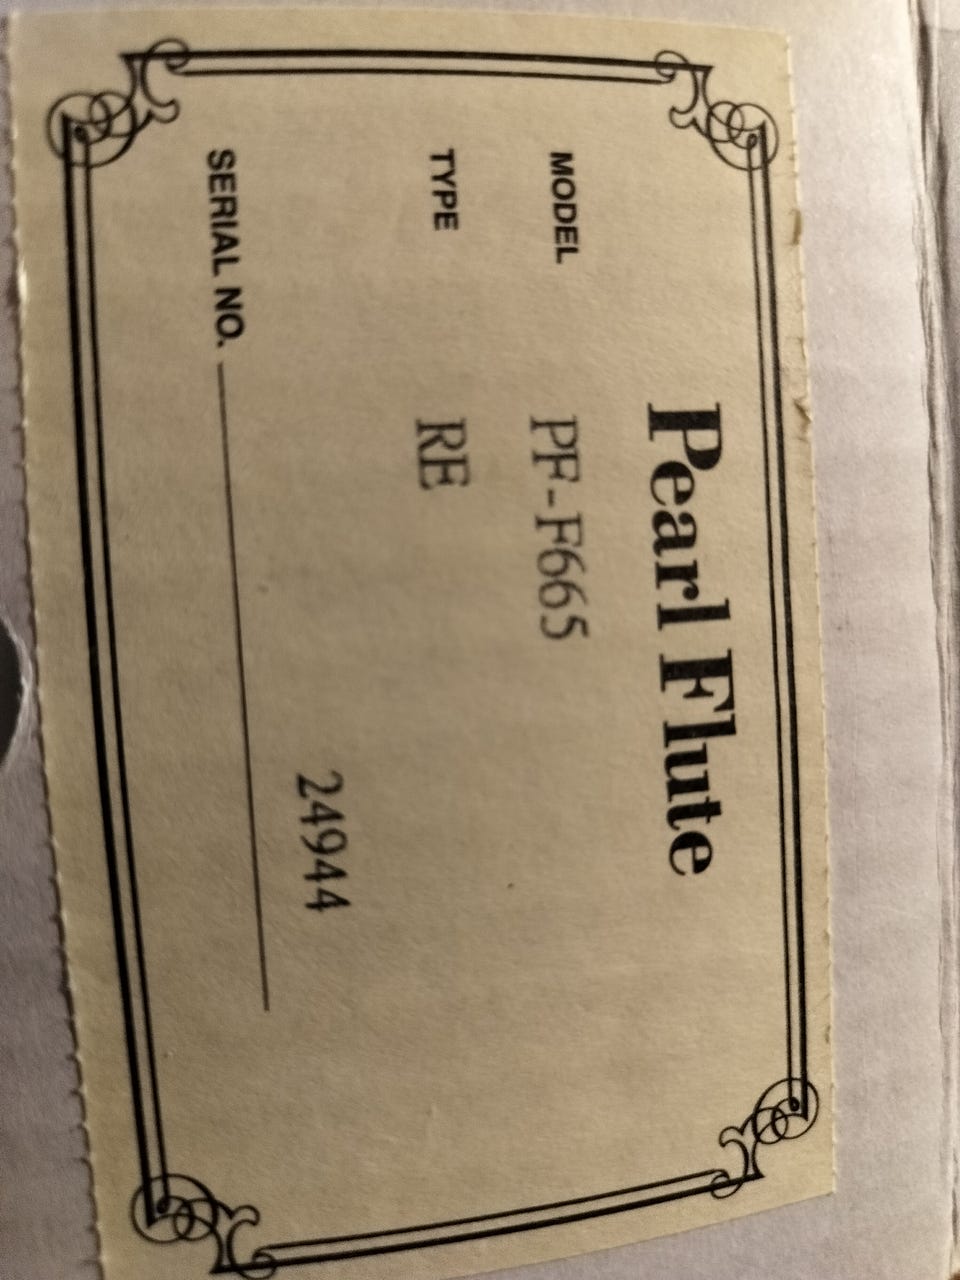 Pearl Flute
MODEL PF-F665
TYPE RE
24944
SERIAL NO.